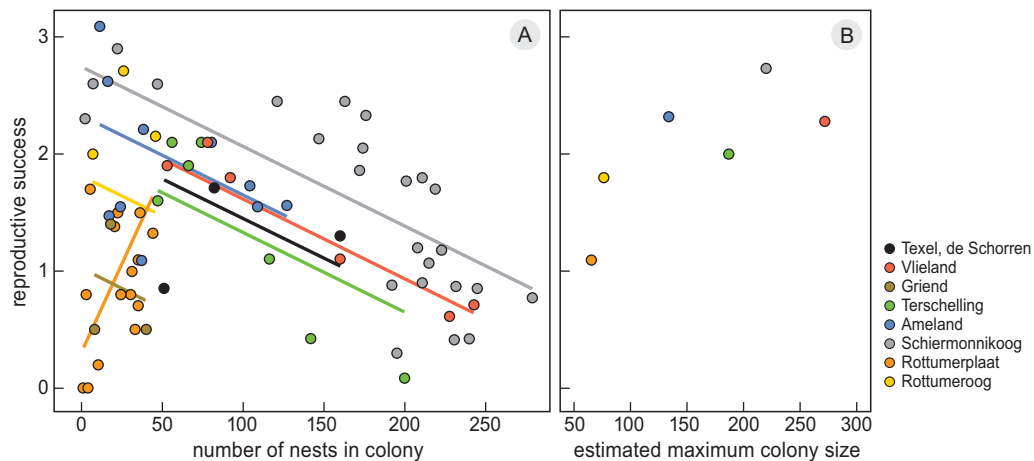 A
B
reproductive success
3
2
1
0
0 50 100 150 200 250
50 100 150 200 250 300
number of nests in colony
estimated maximum colony size
Texel, de Schorren
Vlieland
Griend
Terschelling
Ameland
Schiermonnikoog
Rottumerplaat
Rottumeroog